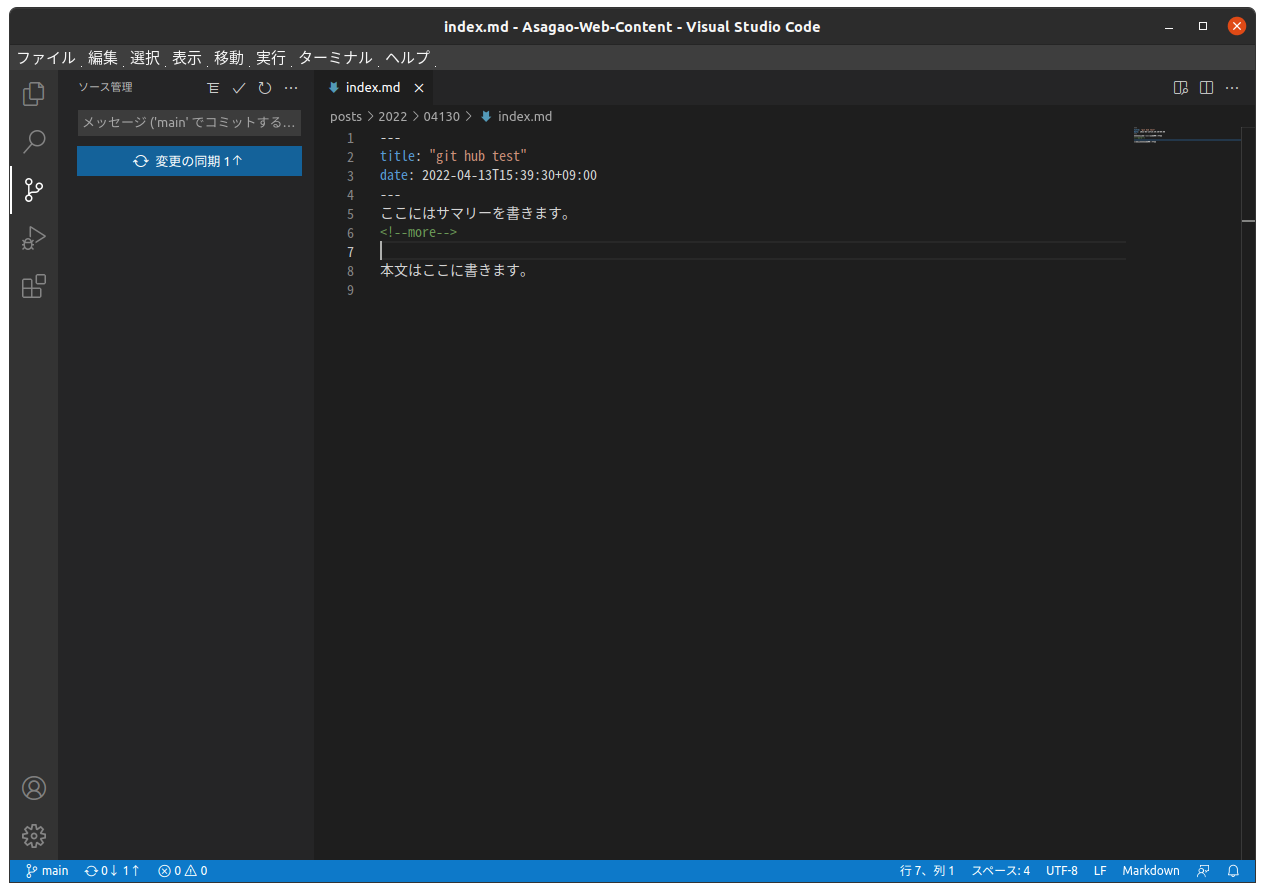 index.md - Asagao-Web-Content - Visual Studio Code
ファイル 編集 選択 表示 移動 実行 ターミナル ヘルプ
ソース管理
index.md
メッセージ ('main' でコミットする...
posts > 2022 > 04130 > index.md
変更の同期 1↑
1 ---
2 title: "git hub test"
3 date: 2022-04-13T15:39:30+09:00
4 ---
5 ここにはサマリーを書きます。
6 <!--more-->
7
8 本文はここに書きます。
9
main 0↓ 1↑ 0 0 行 7、列 1 スペース: 4 UTF-8 LF Markdown